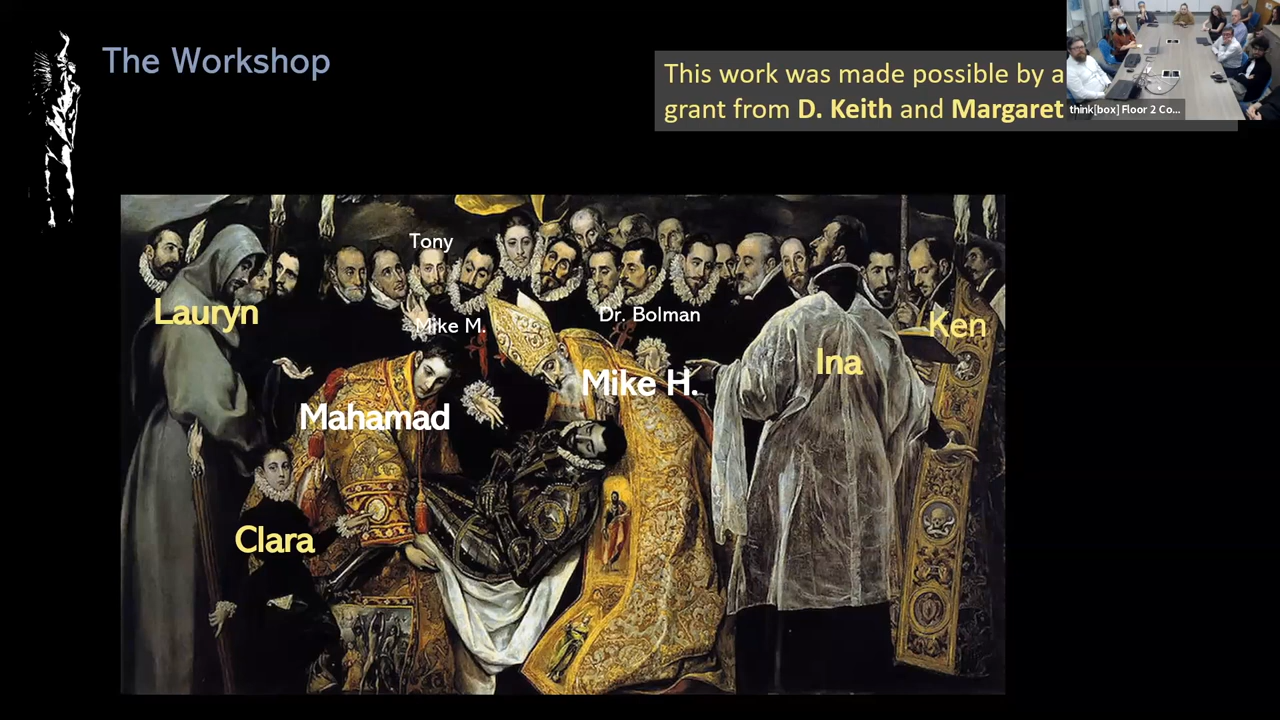 The Workshop
This work was made possible by a
grant from D. Keith and Margaret
think[box] Floor 2 Co...
Tony
Lauryn
Mike M.
Dr. Bolman
Ken
Ina
Mike H.
Mahamad
Clara